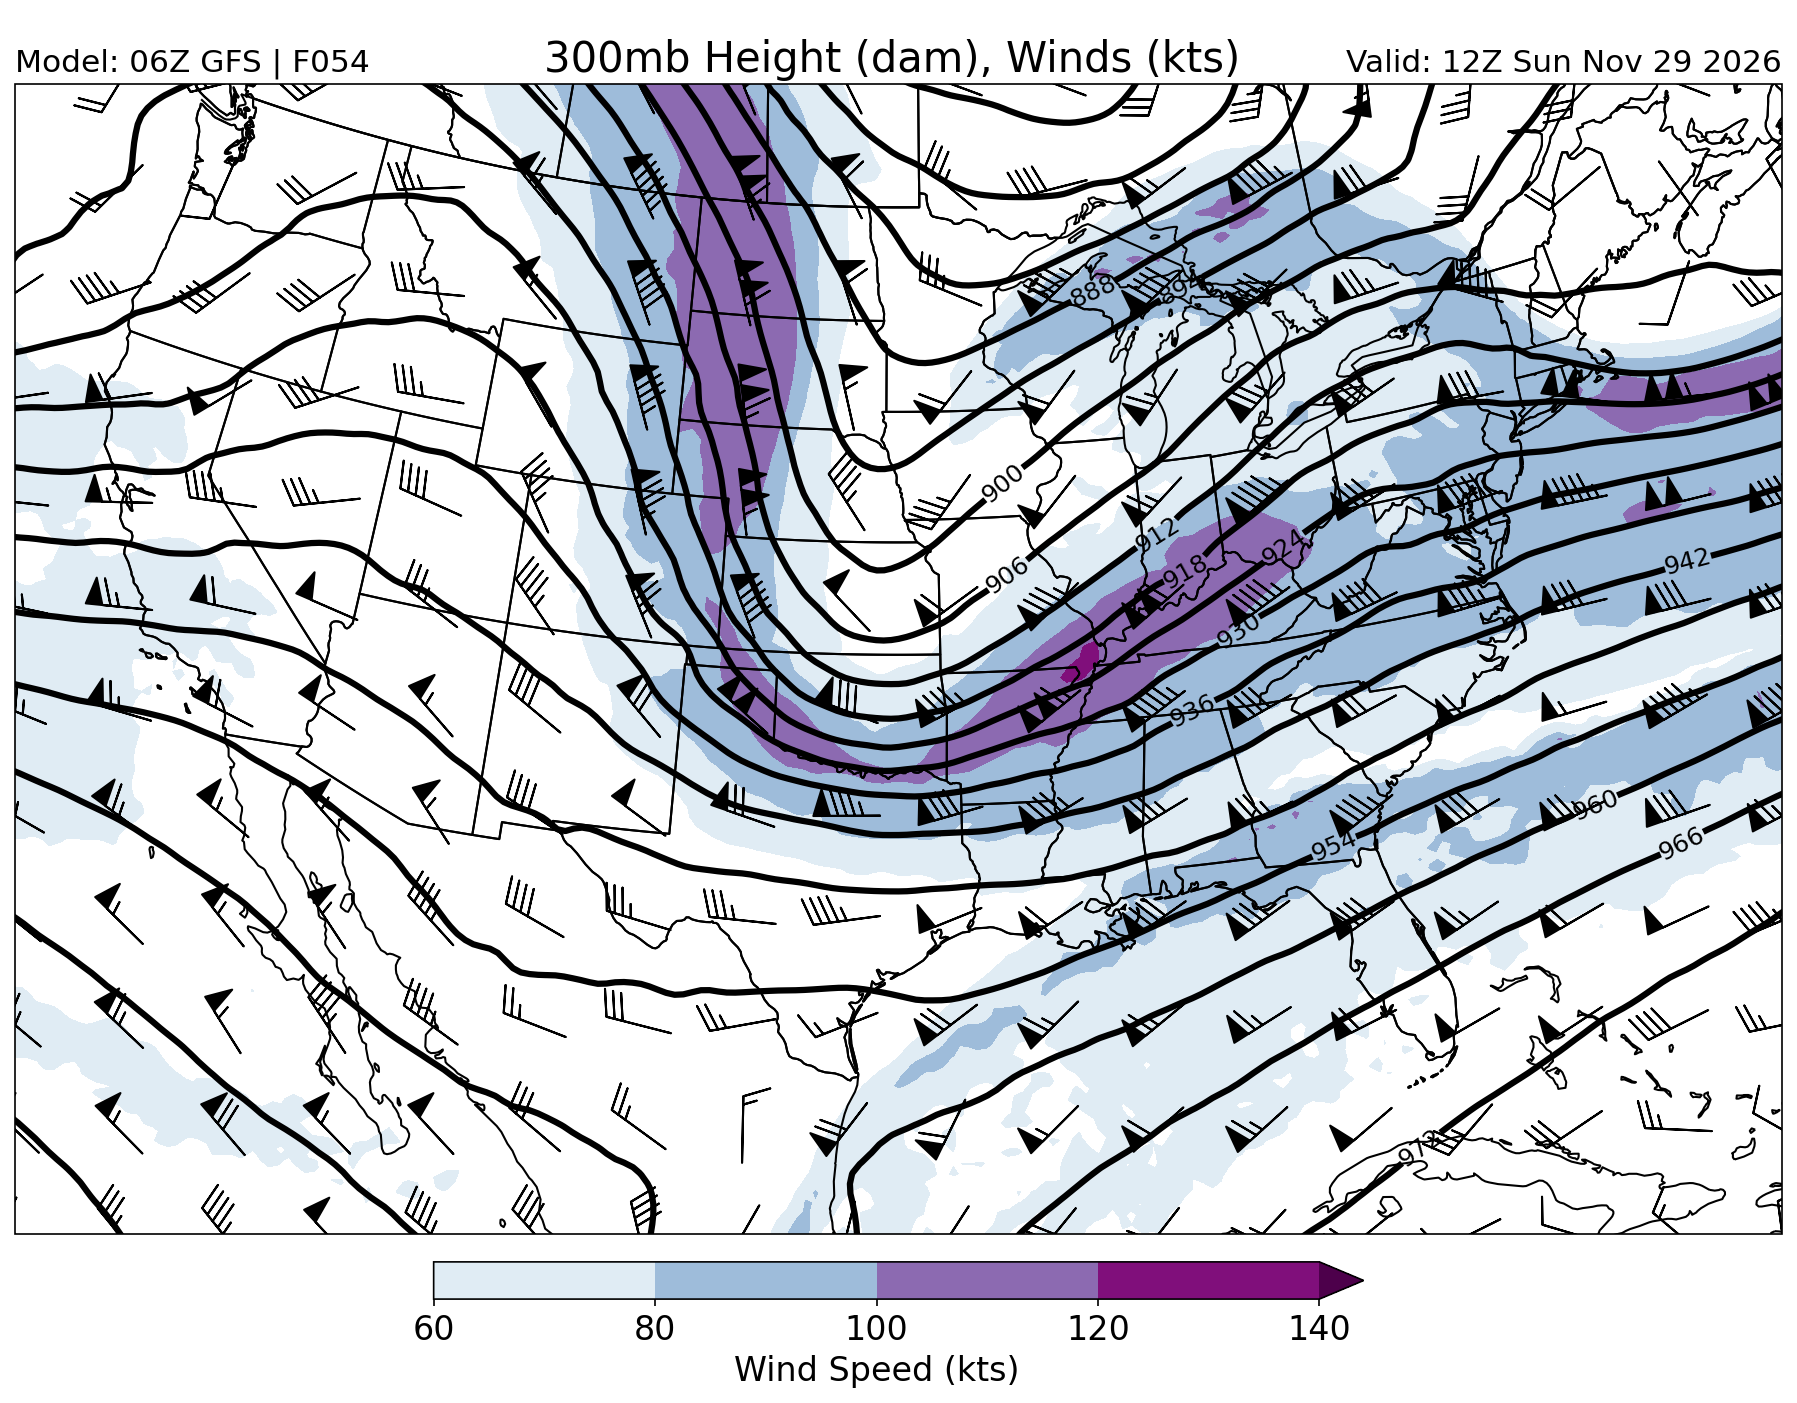 Model: 06Z GFS | F054
300mb Height (dam), Winds (kts)
Valid: 12Z Sun Nov 29 2026
888
894
900
906
912
918
924
930
936
942
954
960
966
972
60 80 100 120 140
Wind Speed (kts)